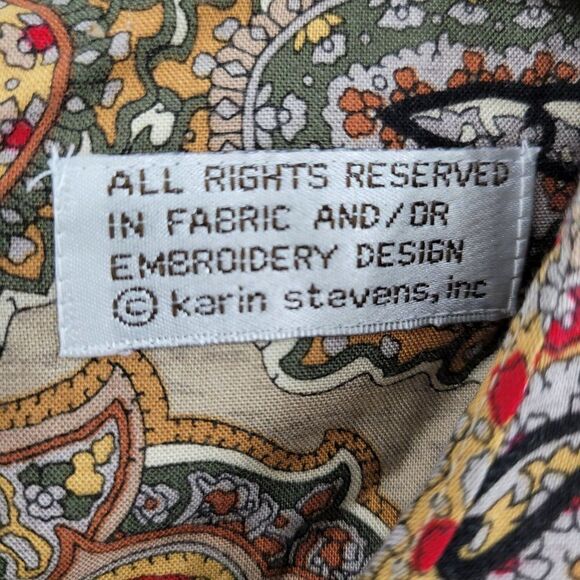 ALL RIGHTS RESERVED
IN FABRIC AND/OR
EMBROIDERY DESIGN
© karin stevens, inc